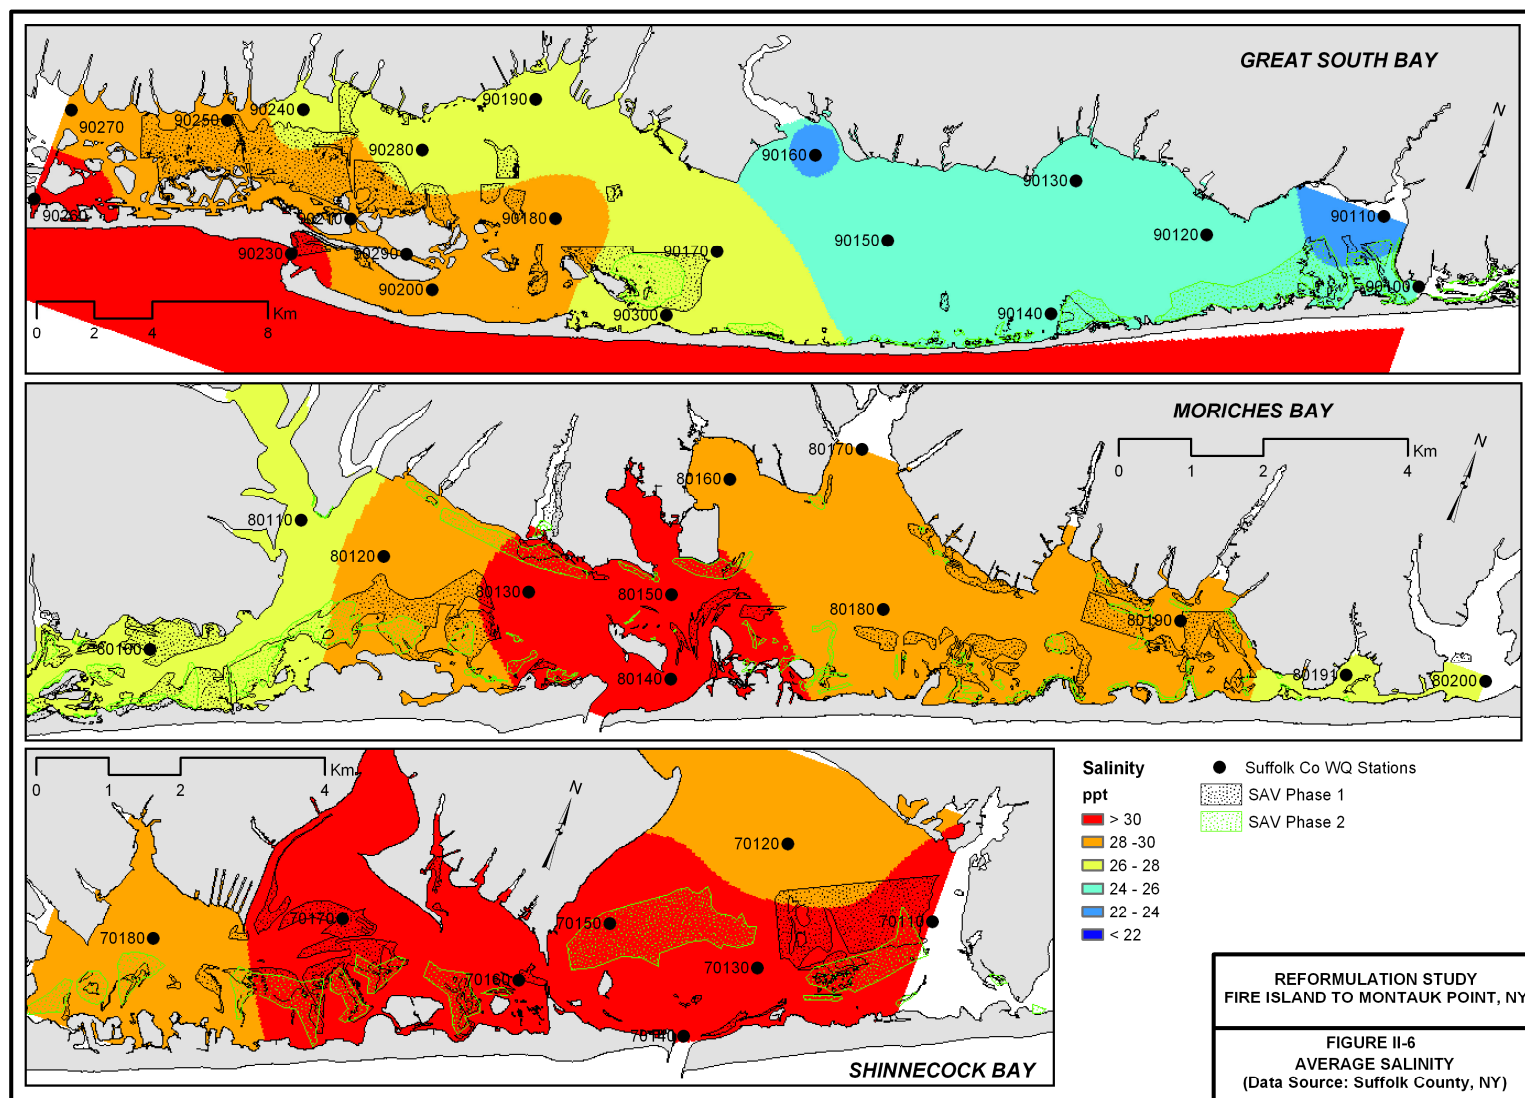 GREAT SOUTH BAY
N
90190
90240
90250
90270
90280
90160
90130
90260
90210
90180
90110
90150
90120
90230
90290
90170
90200
90100
90300
90140
0 2 4 8 Km
MORICHES BAY
N
0 1 2 4 Km
80170
80160
80110
80120
80130
80150
80180
80190
80100
80140
80191
80200
0 1 2 4 Km
N
70120
70170
70150
70110
70180
70130
70160
70140
SHINNECOCK BAY
Salinity
ppt
> 30
28 -30
26 - 28
24 - 26
22 - 24
< 22
Suffolk Co WQ Stations
SAV Phase 1
SAV Phase 2
REFORMULATION STUDY
FIRE ISLAND TO MONTAUK POINT, NY
FIGURE II-6
AVERAGE SALINITY
(Data Source: Suffolk County, NY)